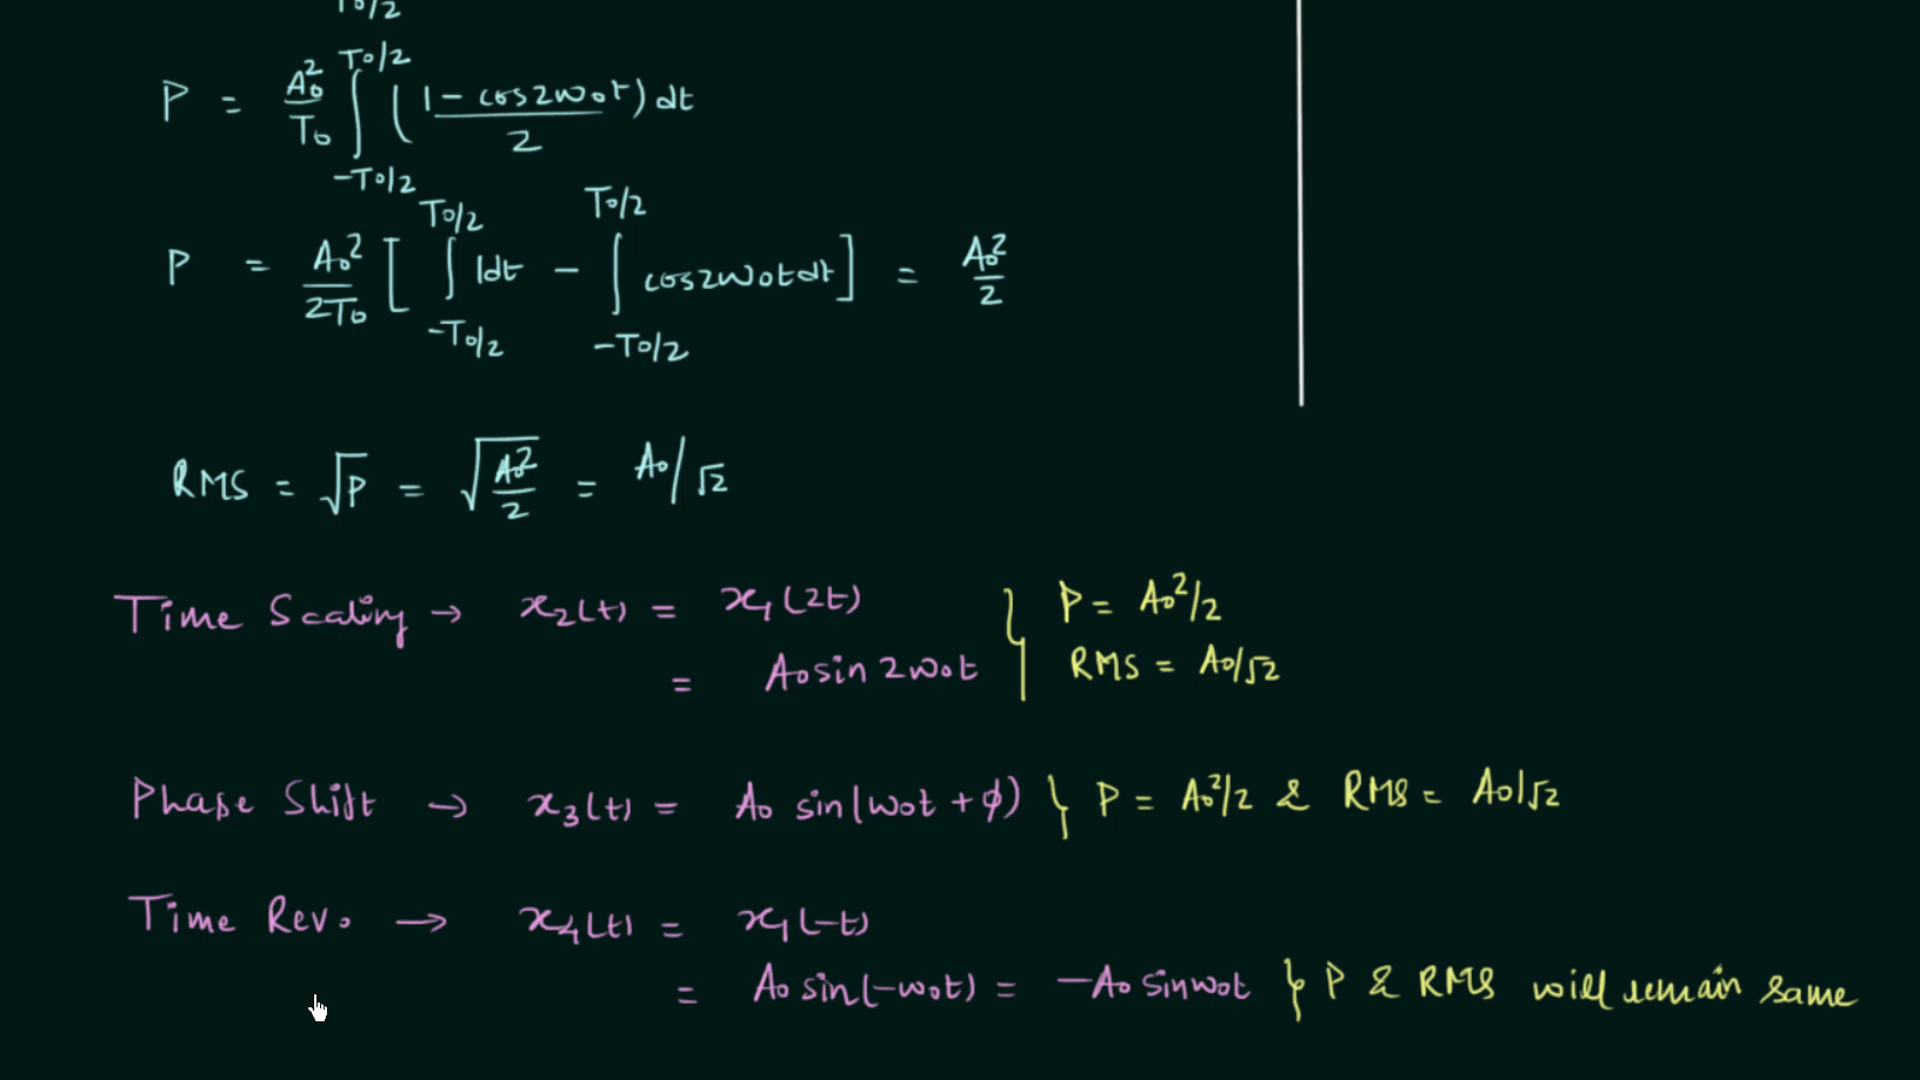 T0/2
P = A0²/T0 ∫_{-T0/2}^{T0/2} ( (1 - cos2w0t)/2 ) dt
P = A0²/2T0 [ ∫_{-T0/2}^{T0/2} 1dt - ∫_{-T0/2}^{T0/2} cos2w0tdt ] = A0²/2
RMS = √P = √(A0²/2) = A0/√2
Time Scaling → x2(t) = x1(2t) } P = A0²/2
= A0sin 2w0t RMS = A0/√2
Phase Shift → x3(t) = A0 sin(w0t + φ) } P = A0²/2 & RMS = A0/√2
Time Rev. → x4(t) = x1(-t)
= A0 sin(-w0t) = -A0 sinw0t } P & RMS will remain same